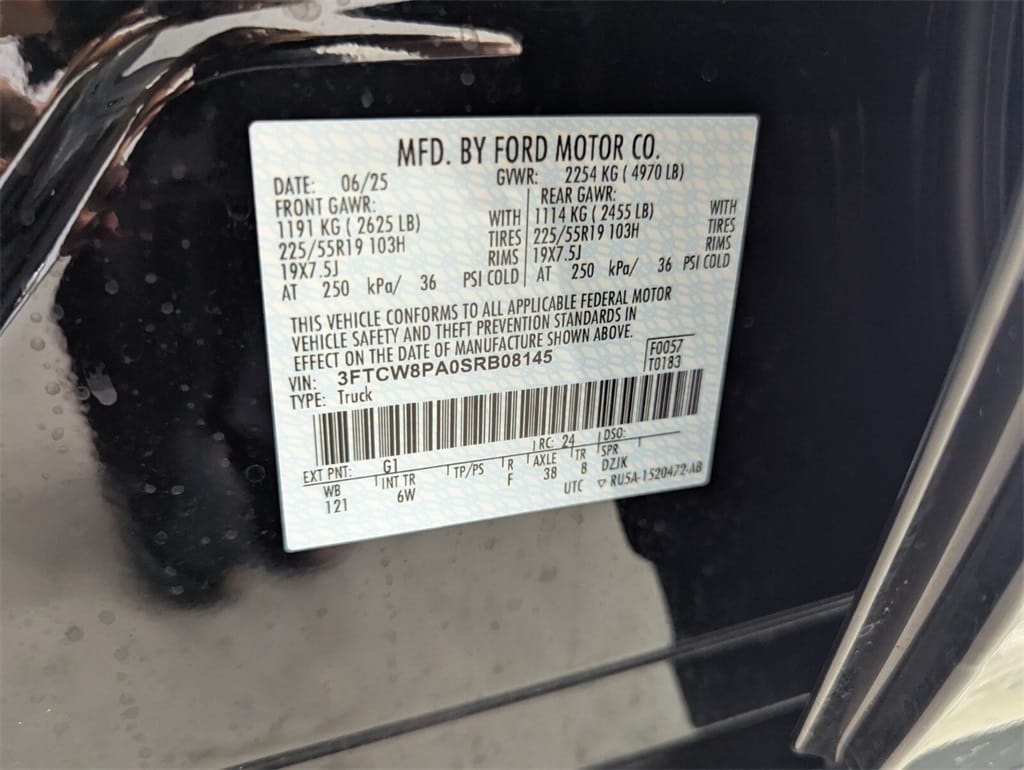 MFD. BY FORD MOTOR CO.
DATE: 06/25 GVWR: 2254 KG ( 4970 LB)
FRONT GAWR: REAR GAWR:
1191 KG ( 2625 LB) WITH 1114 KG ( 2455 LB) WITH
225/55R19 103H TIRES 225/55R19 103H TIRES
19X7.5J RIMS 19X7.5J RIMS
AT 250 kPa/ 36 PSI COLD AT 250 kPa/ 36 PSI COLD
THIS VEHICLE CONFORMS TO ALL APPLICABLE FEDERAL MOTOR
VEHICLE SAFETY AND THEFT PREVENTION STANDARDS IN
EFFECT ON THE DATE OF MANUFACTURE SHOWN ABOVE.
VIN: 3FTCW8PA0SRB08145 F0057
TYPE: Truck T0183
EXT PNT: G1 RC: 24 DSO:
WB INT TR TP/PS R AXLE TR SPR
121 6W F 38 8 DZJK
UTC ▽ RU5A-1520472-AB